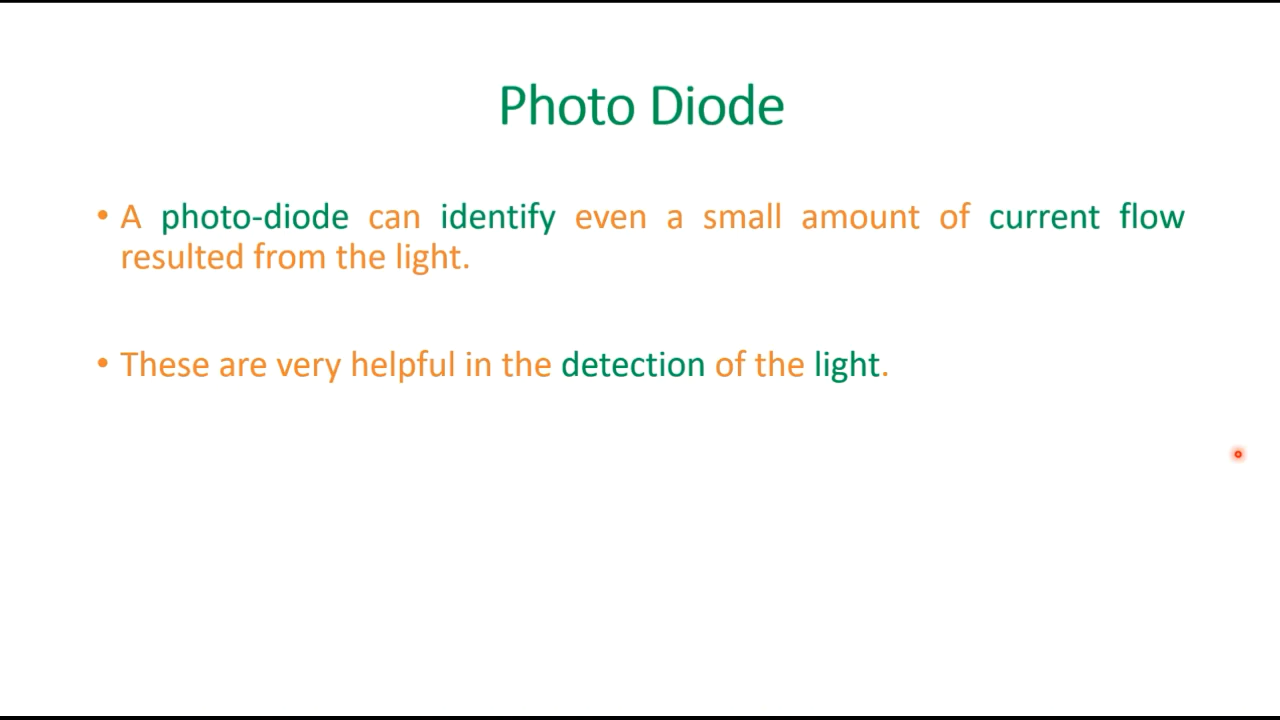 Photo Diode
• A photo-diode can identify even a small amount of current flow
resulted from the light.
• These are very helpful in the detection of the light.